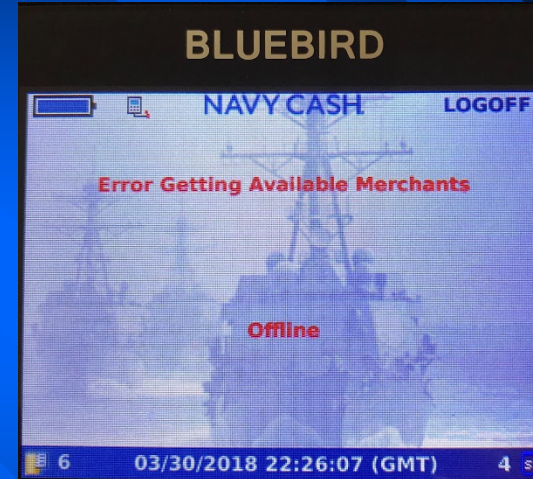 BLUEBIRD
NAVY CASH LOGOFF
Error Getting Available Merchants
Offline
6 03/30/2018 22:26:07 (GMT) 4